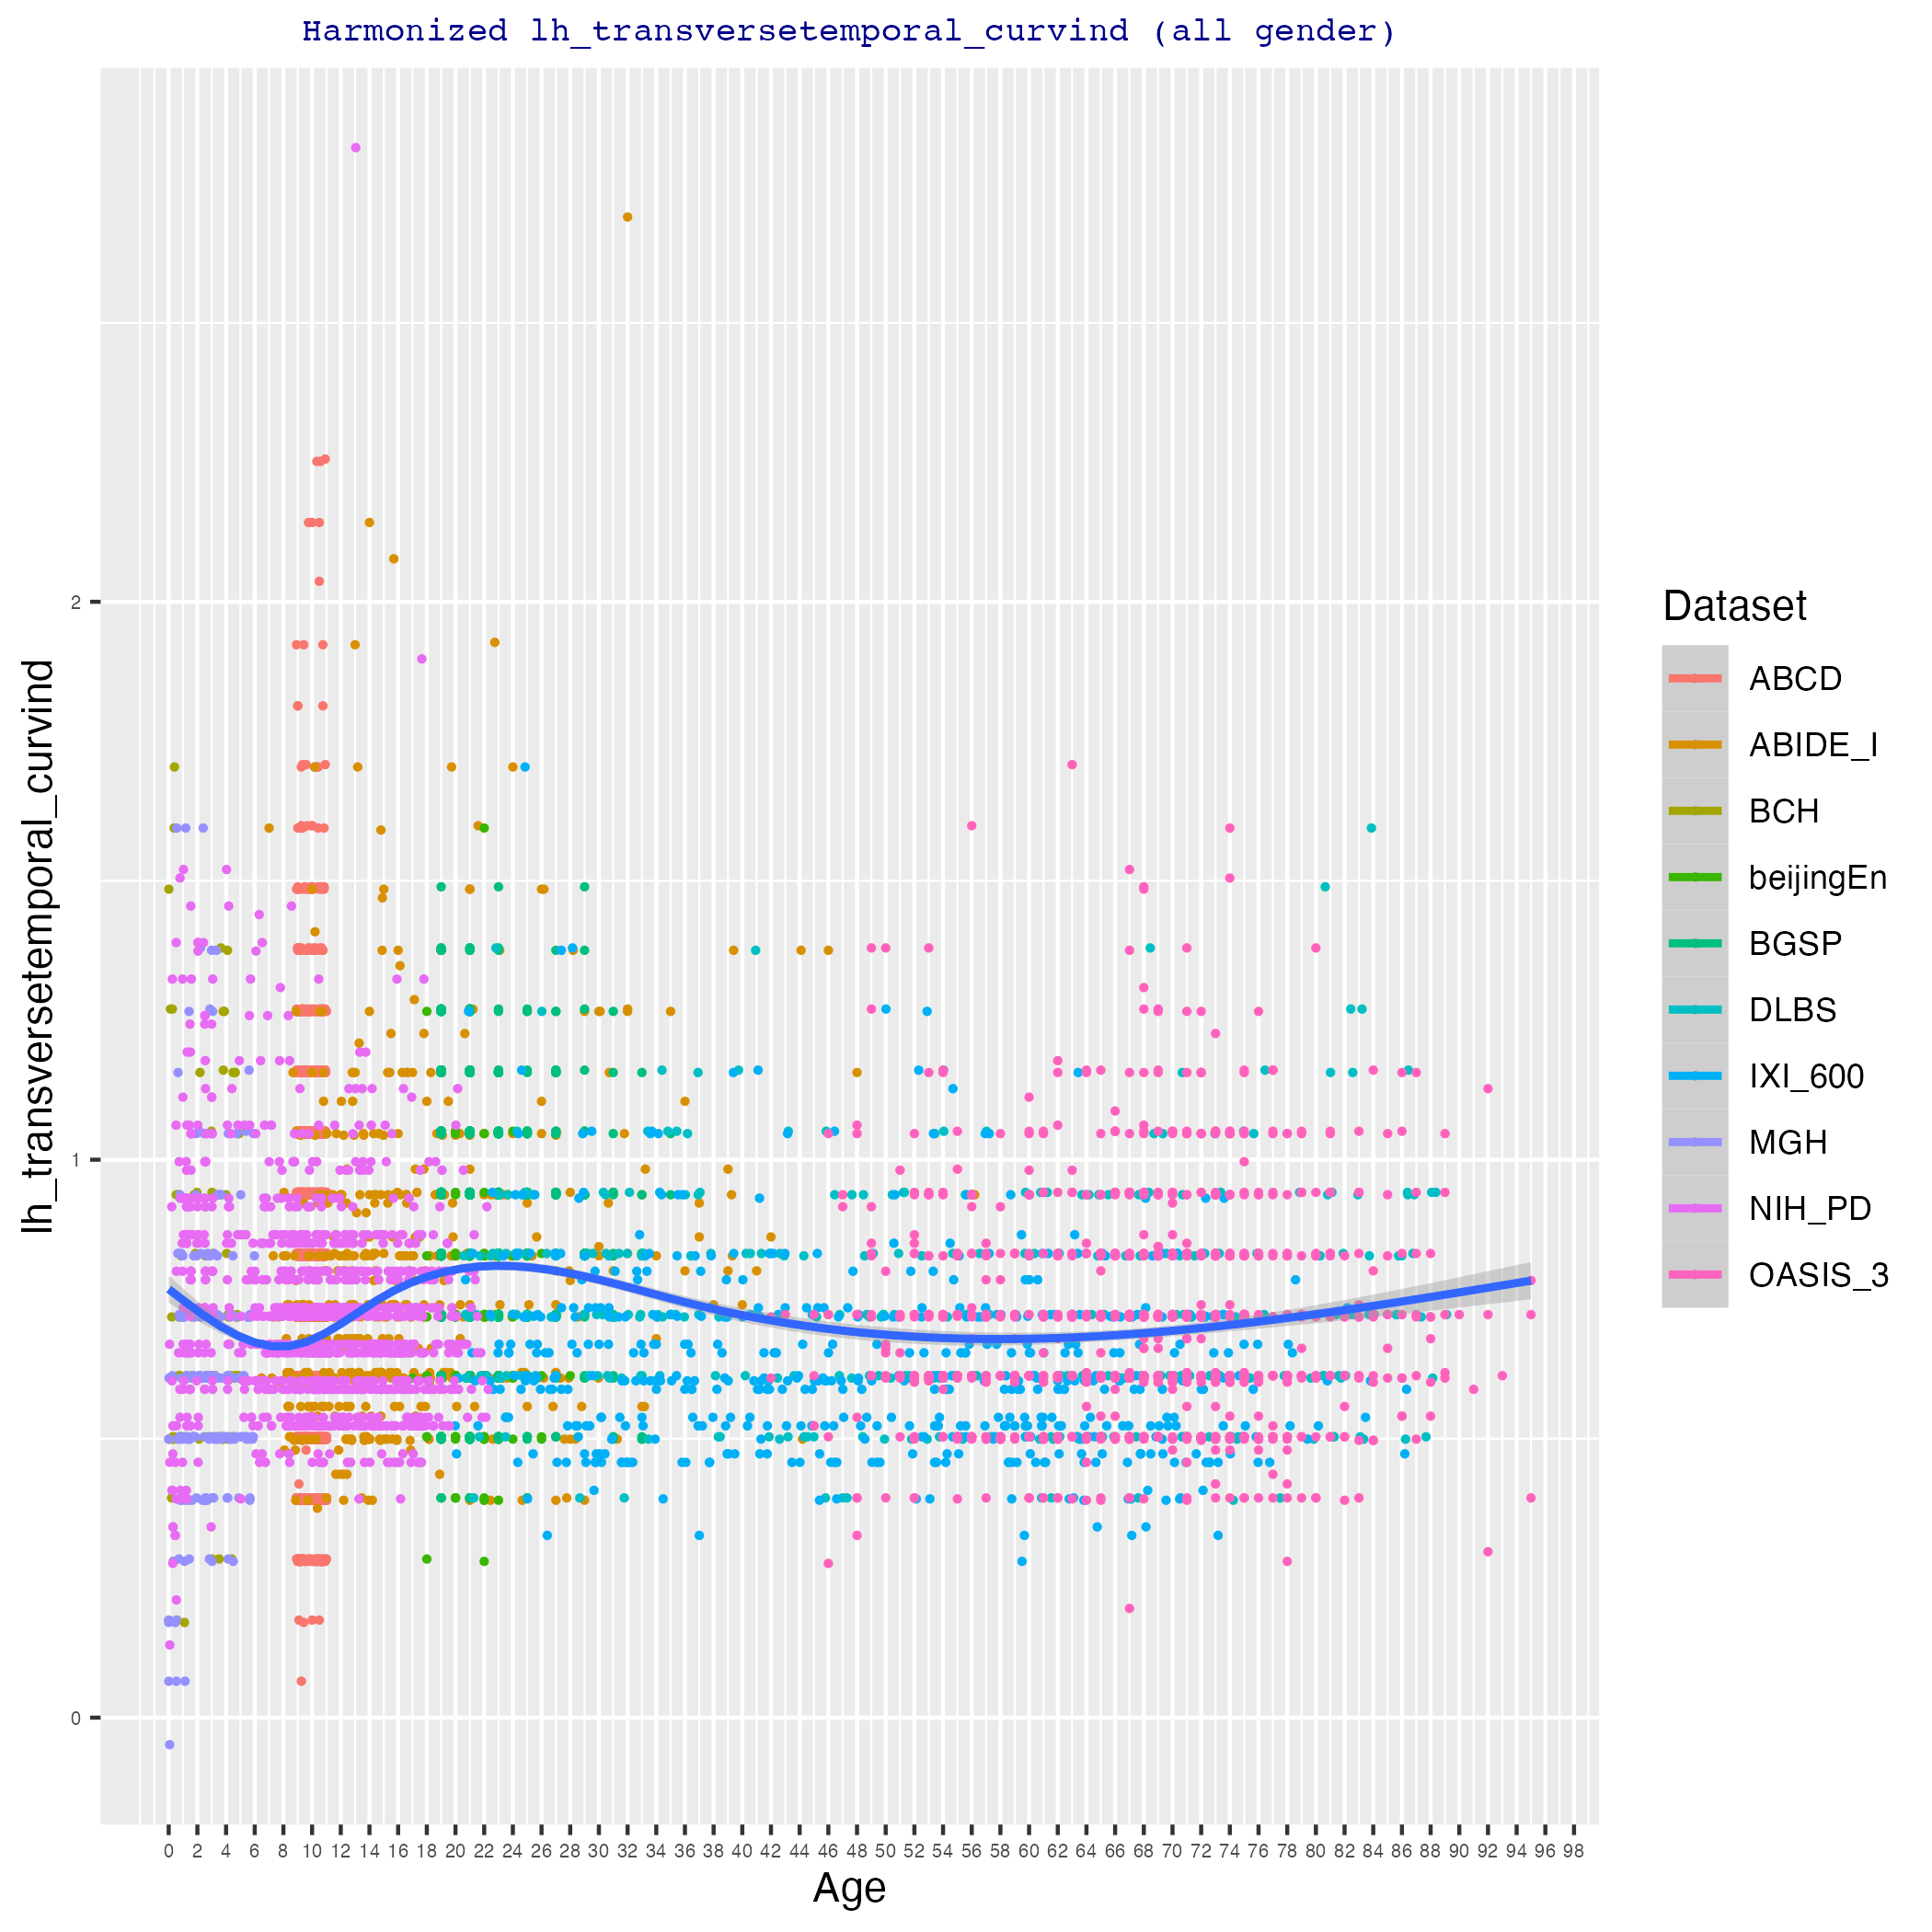 Harmonized lh_transversetemporal_curvind (all gender)
lh_transversetemporal_curvind
2
1
0
0 2 4 6 8 10 12 14 16 18 20 22 24 26 28 30 32 34 36 38 40 42 44 46 48 50 52 54 56 58 60 62 64 66 68 70 72 74 76 78 80 82 84 86 88 90 92 94 96 98
Age
Dataset
ABCD
ABIDE_I
BCH
beijingEn
BGSP
DLBS
IXI_600
MGH
NIH_PD
OASIS_3